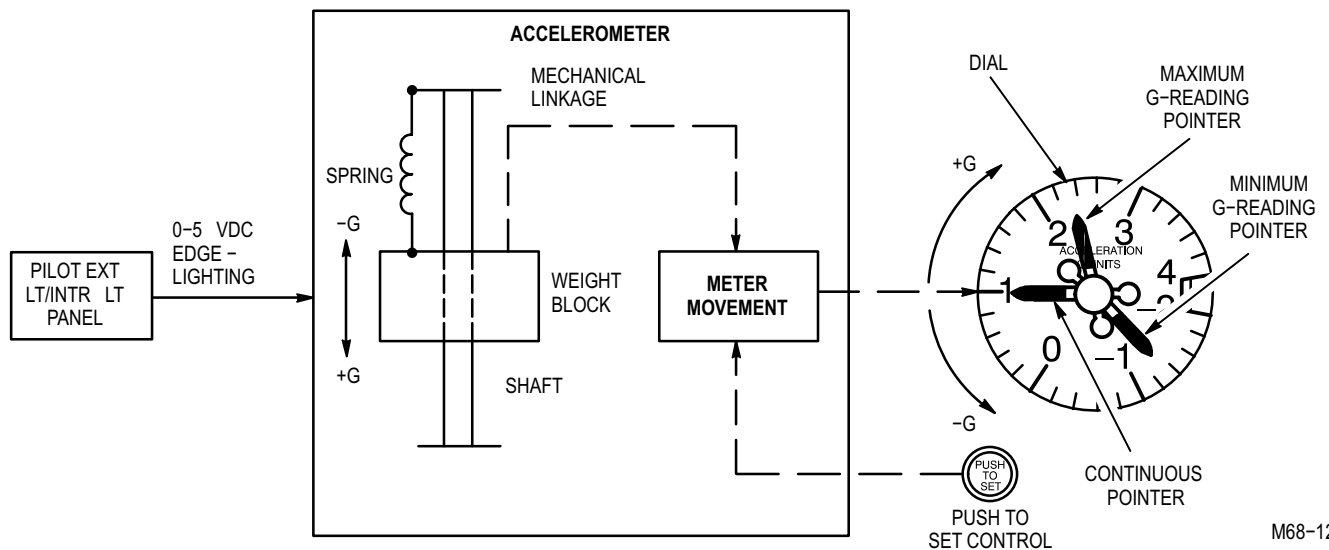 ACCELEROMETER
MECHANICAL
LINKAGE
SPRING
-G
+G
WEIGHT
BLOCK
SHAFT
0-5 VDC
EDGE -
LIGHTING
PILOT EXT
LT/INTR LT
PANEL
METER
MOVEMENT
DIAL
MAXIMUM
G-READING
POINTER
MINIMUM
G-READING
POINTER
+G
-G
2
3
ACCELERATION
4
1
0
-1
PUSH
TO
SET
PUSH TO
SET CONTROL
CONTINUOUS
POINTER